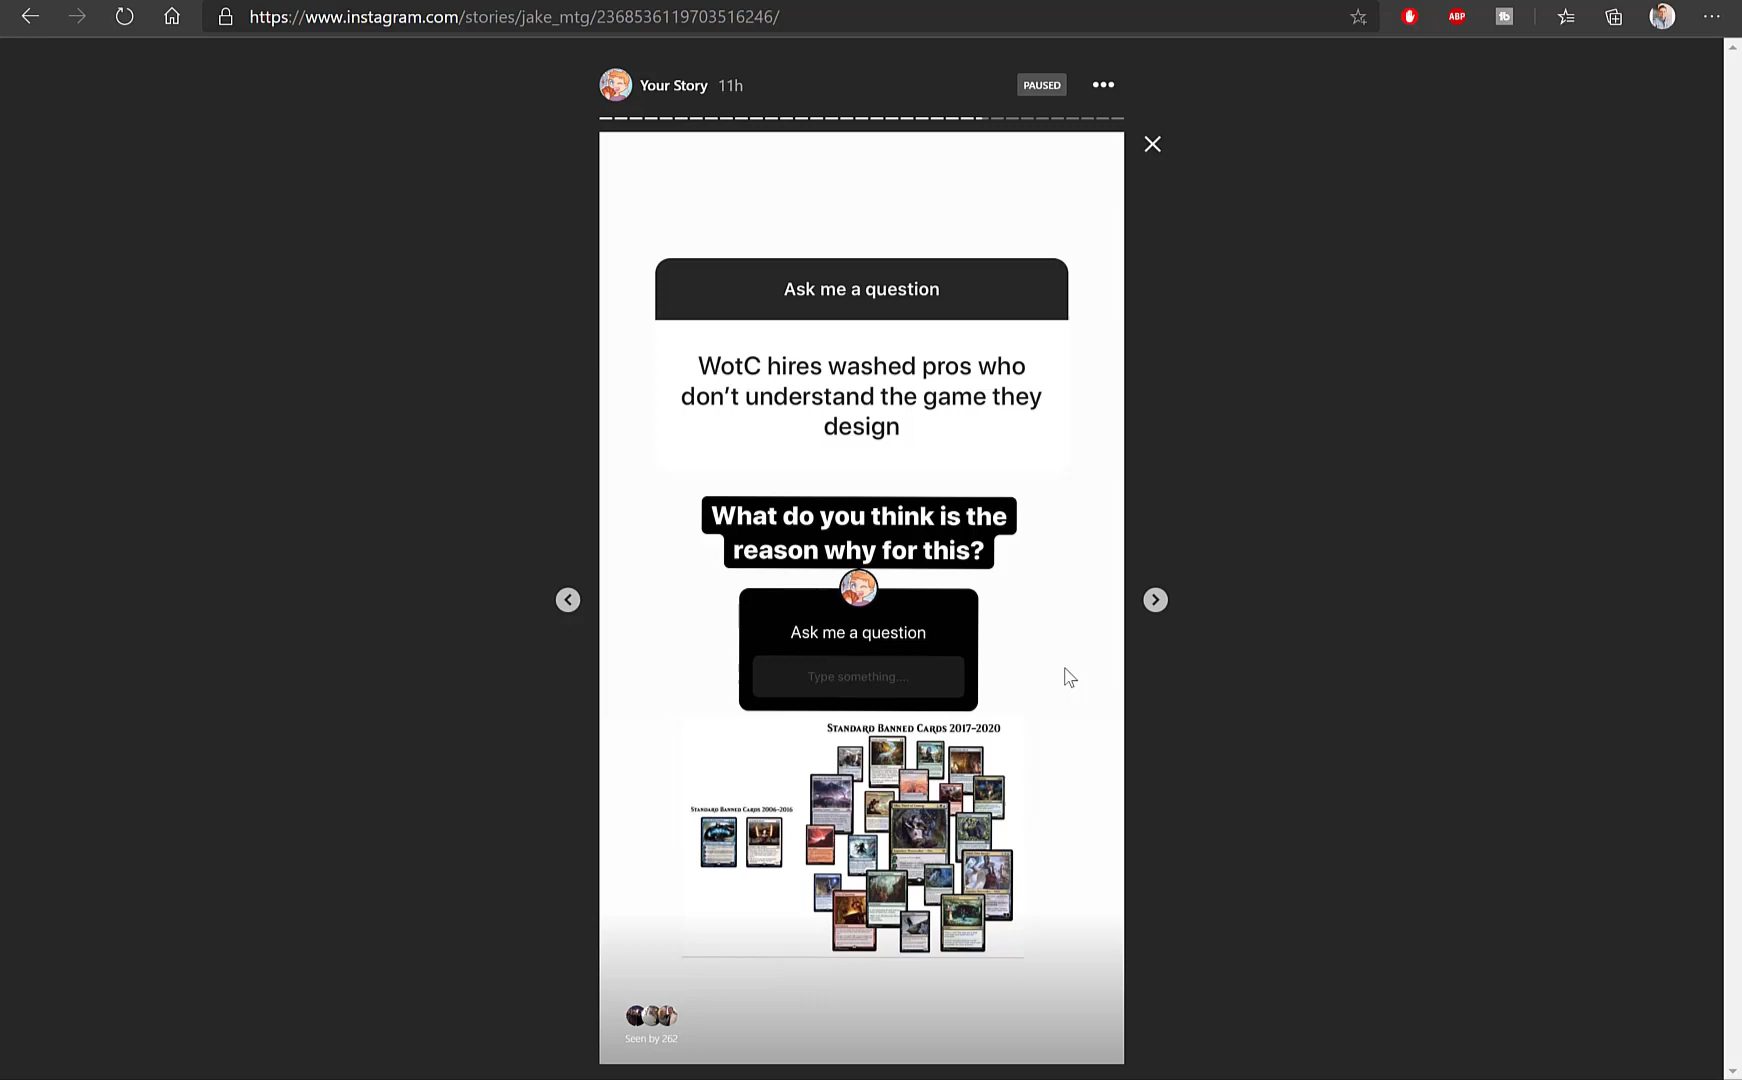 https://www.instagram.com/stories/jake_mtg/2368536119703516246/
ABP
Your Story 11h
PAUSED
Ask me a question
WotC hires washed pros who
don't understand the game they
design
What do you think is the
reason why for this?
Ask me a question
Type something....
STANDARD BANNED CARDS 2017-2020
STANDARD BANNED CARDS 2006-2016
Seen by 262